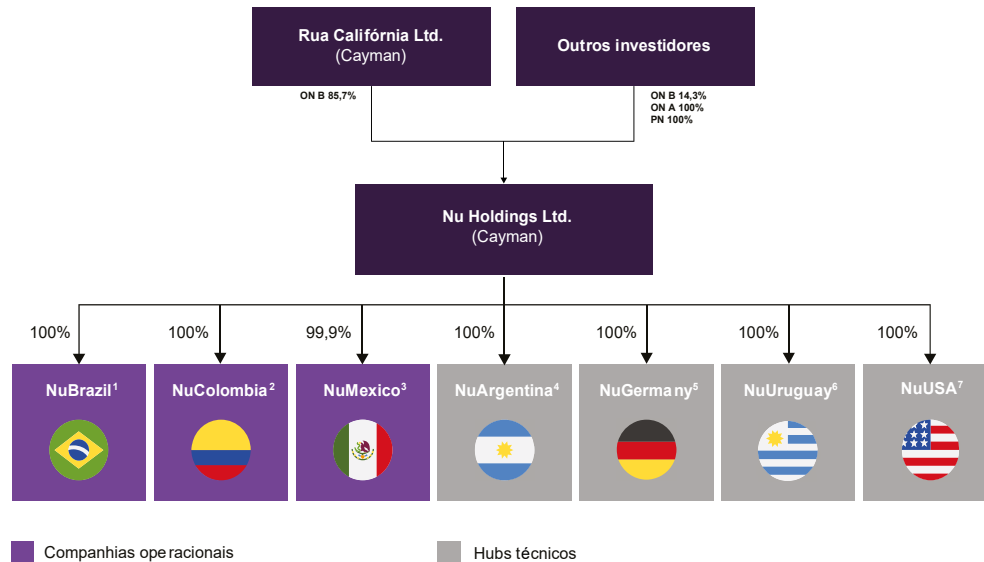 Rua Califórnia Ltd.
(Cayman)
Outros investidores
ON B 85,7%
ON B 14,3%
ON A 100%
PN 100%
Nu Holdings Ltd.
(Cayman)
100%
100%
99,9%
100%
100%
100%
100%
NuBrazil¹
NuColombia²
NuMexico³
NuArgentina⁴
NuGermany⁵
NuUruguay⁶
NuUSA⁷
Companhias ope racionais
Hubs técnicos